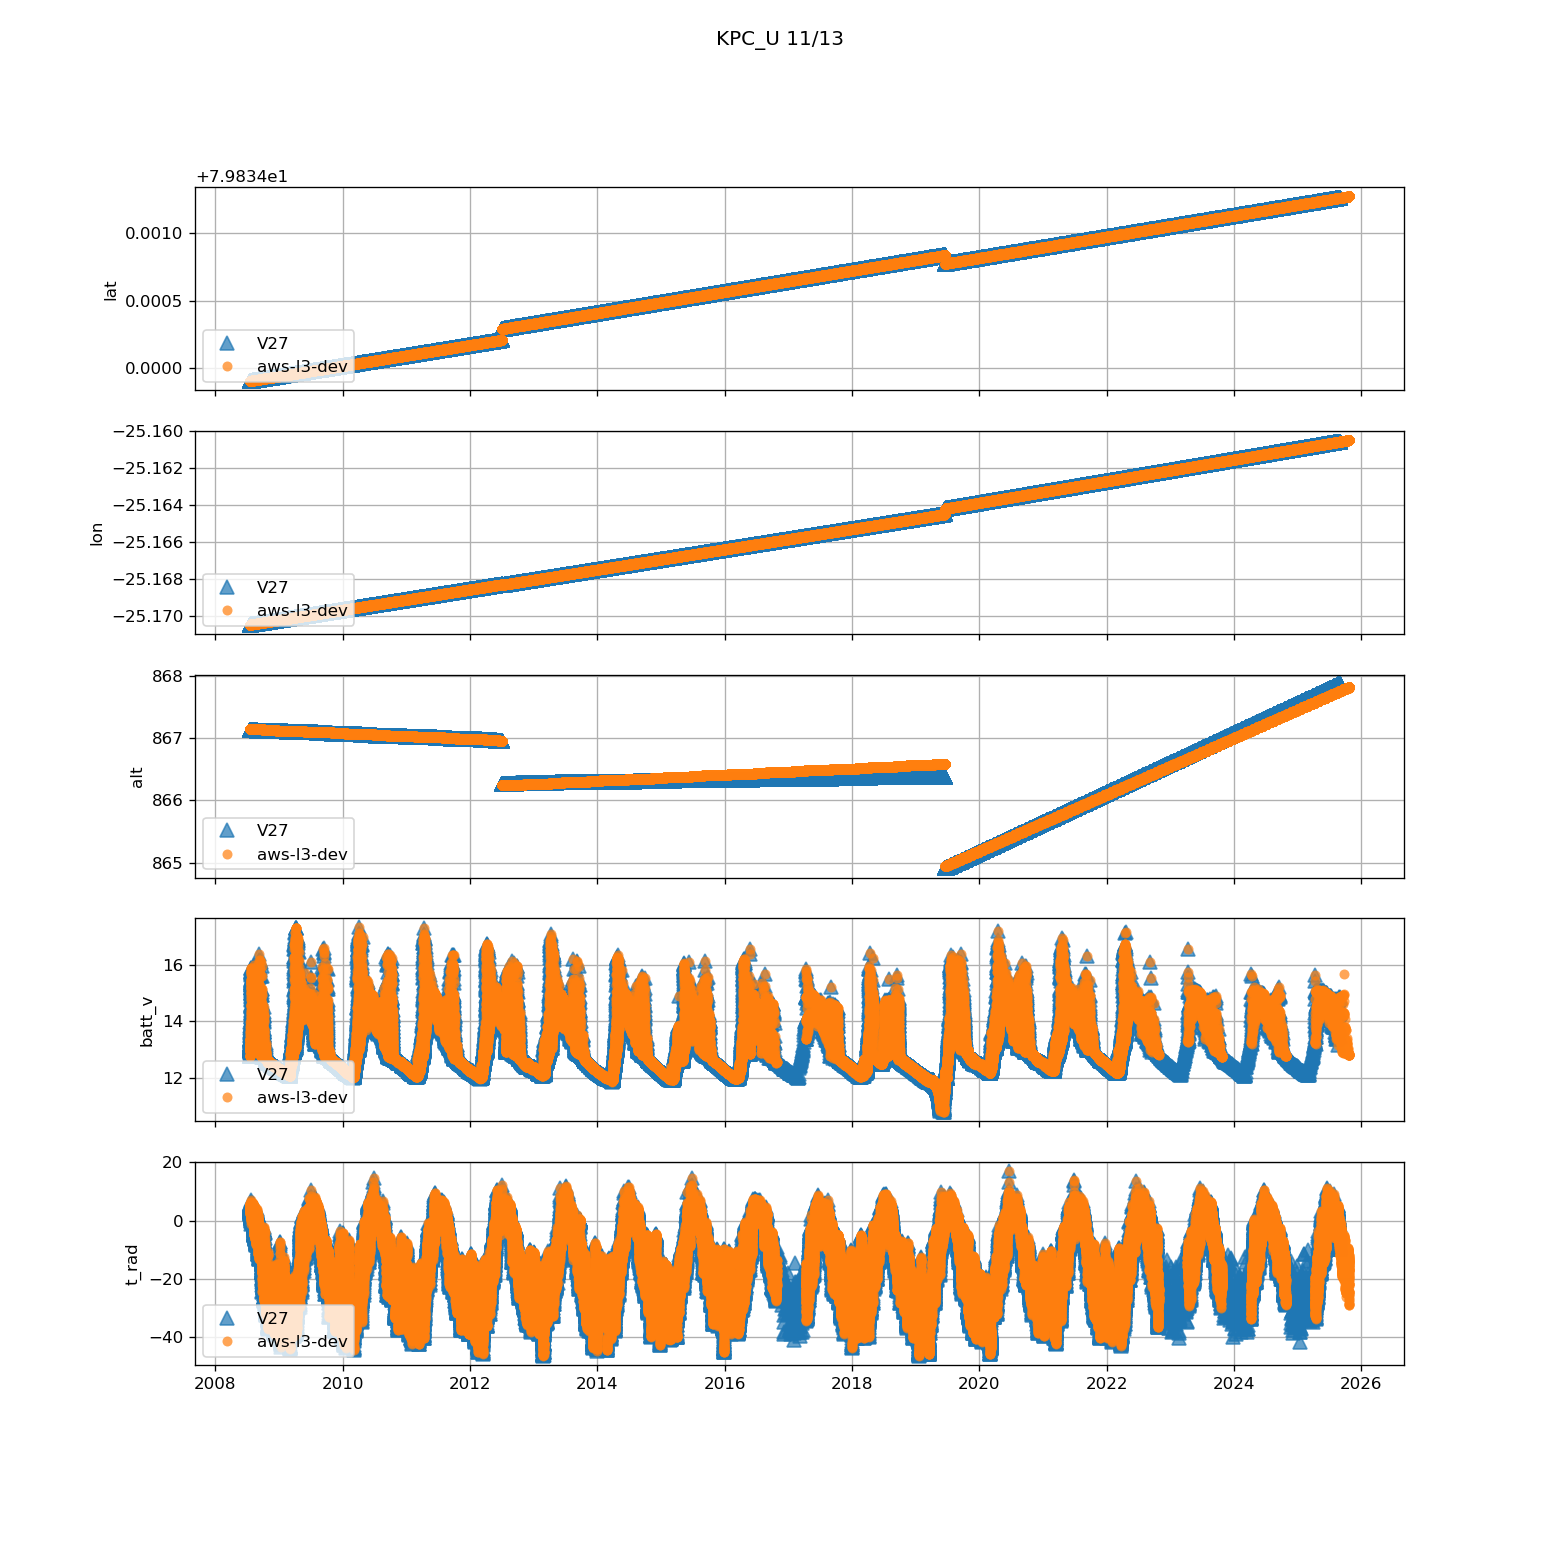 KPC_U 11/13
+7.9834e1
0.0010
0.0005
0.0000
lat
V27
aws-l3-dev
−25.160
−25.162
−25.164
−25.166
−25.168
−25.170
lon
V27
aws-l3-dev
868
867
866
865
alt
V27
aws-l3-dev
16
14
12
batt_v
V27
aws-l3-dev
20
0
−20
−40
t_rad
V27
aws-l3-dev
2008 2010 2012 2014 2016 2018 2020 2022 2024 2026